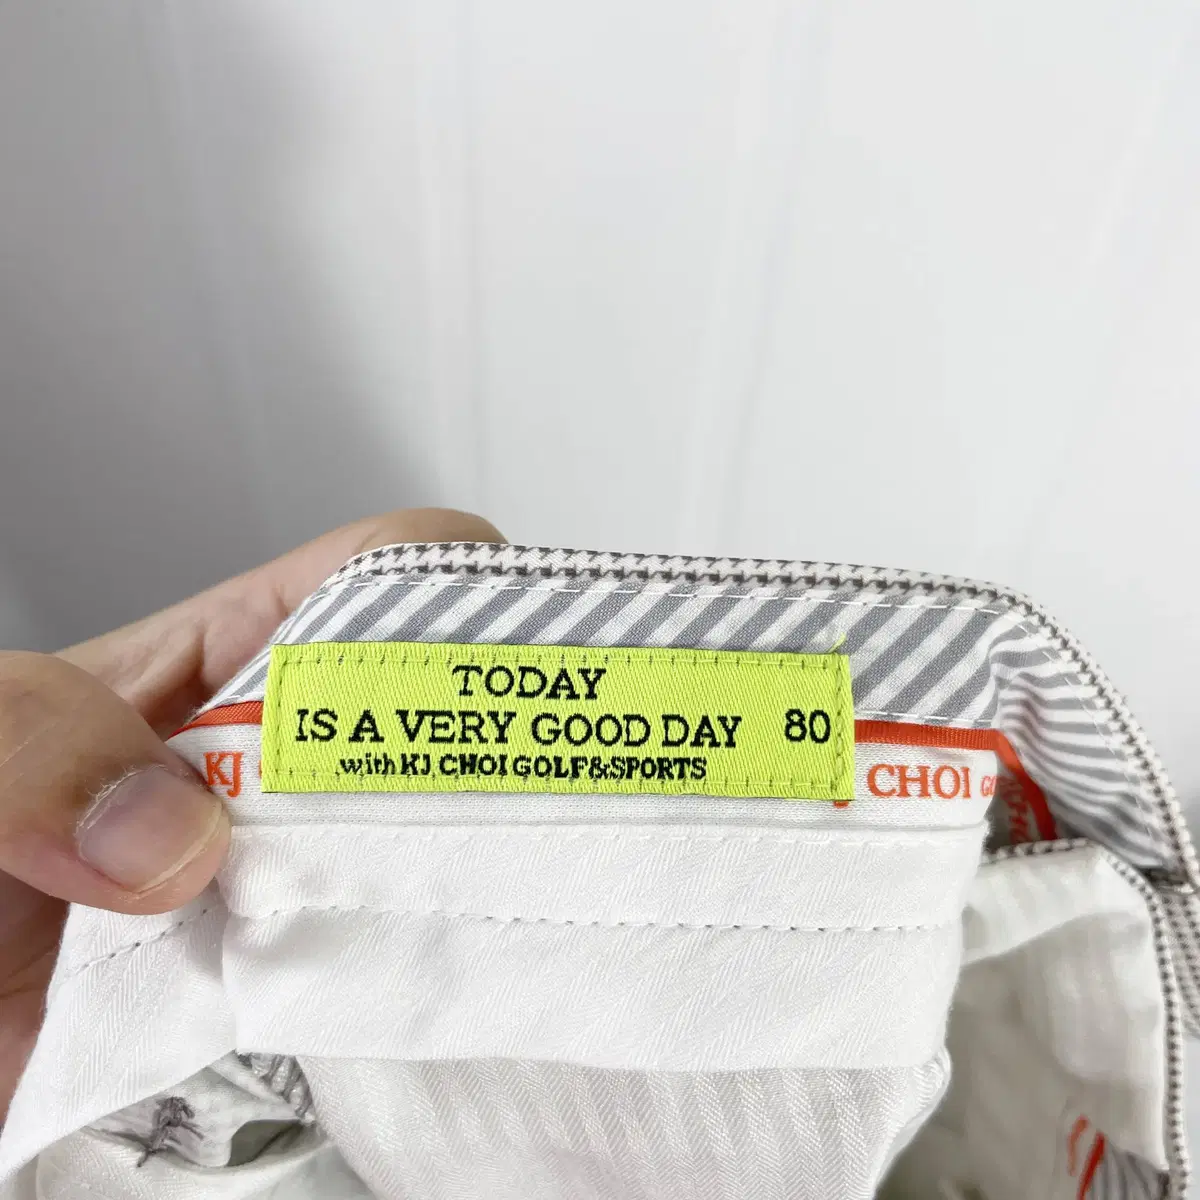 TODAY
IS A VERY GOOD DAY 80
with KJ CHOI GOLF&SPORTS
KJ
CHOI